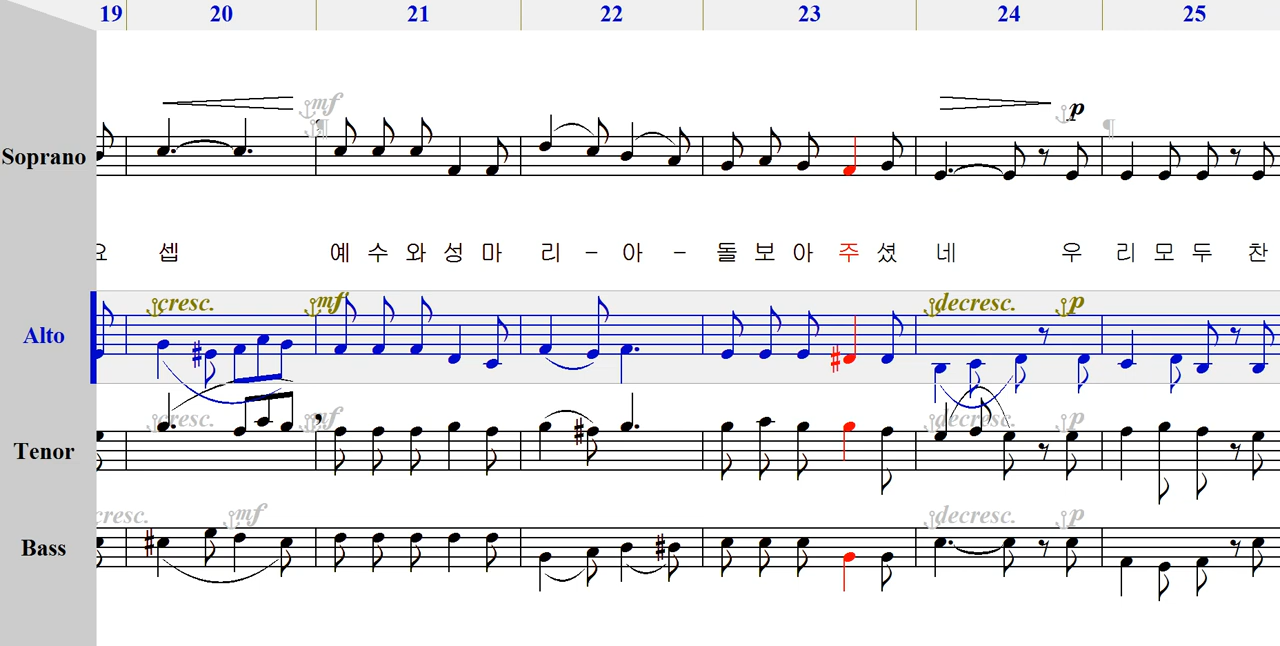 19 20 21 22 23 24 25
mf p
Soprano
요 셉 예 수 와 성 마 리 - 아 - 돌 보 아 주 셨 네 우 리 모 두 찬
cresc. mf decresc. p
Alto
cresc. mf decresc. p
Tenor
cresc. mf decresc. p
Bass